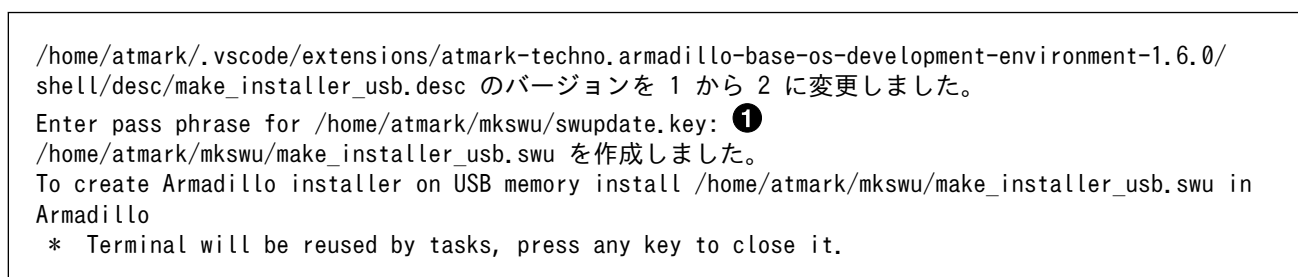 /home/atmark/.vscode/extensions/atmark-techno.armadillo-base-os-development-environment-1.6.0/
shell/desc/make_installer_usb.desc のバージョンを 1 から 2 に変更しました。
Enter pass phrase for /home/atmark/mkswu/swupdate.key: ❶
/home/atmark/mkswu/make_installer_usb.swu を作成しました。
To create Armadillo installer on USB memory install /home/atmark/mkswu/make_installer_usb.swu in
Armadillo
 *  Terminal will be reused by tasks, press any key to close it.